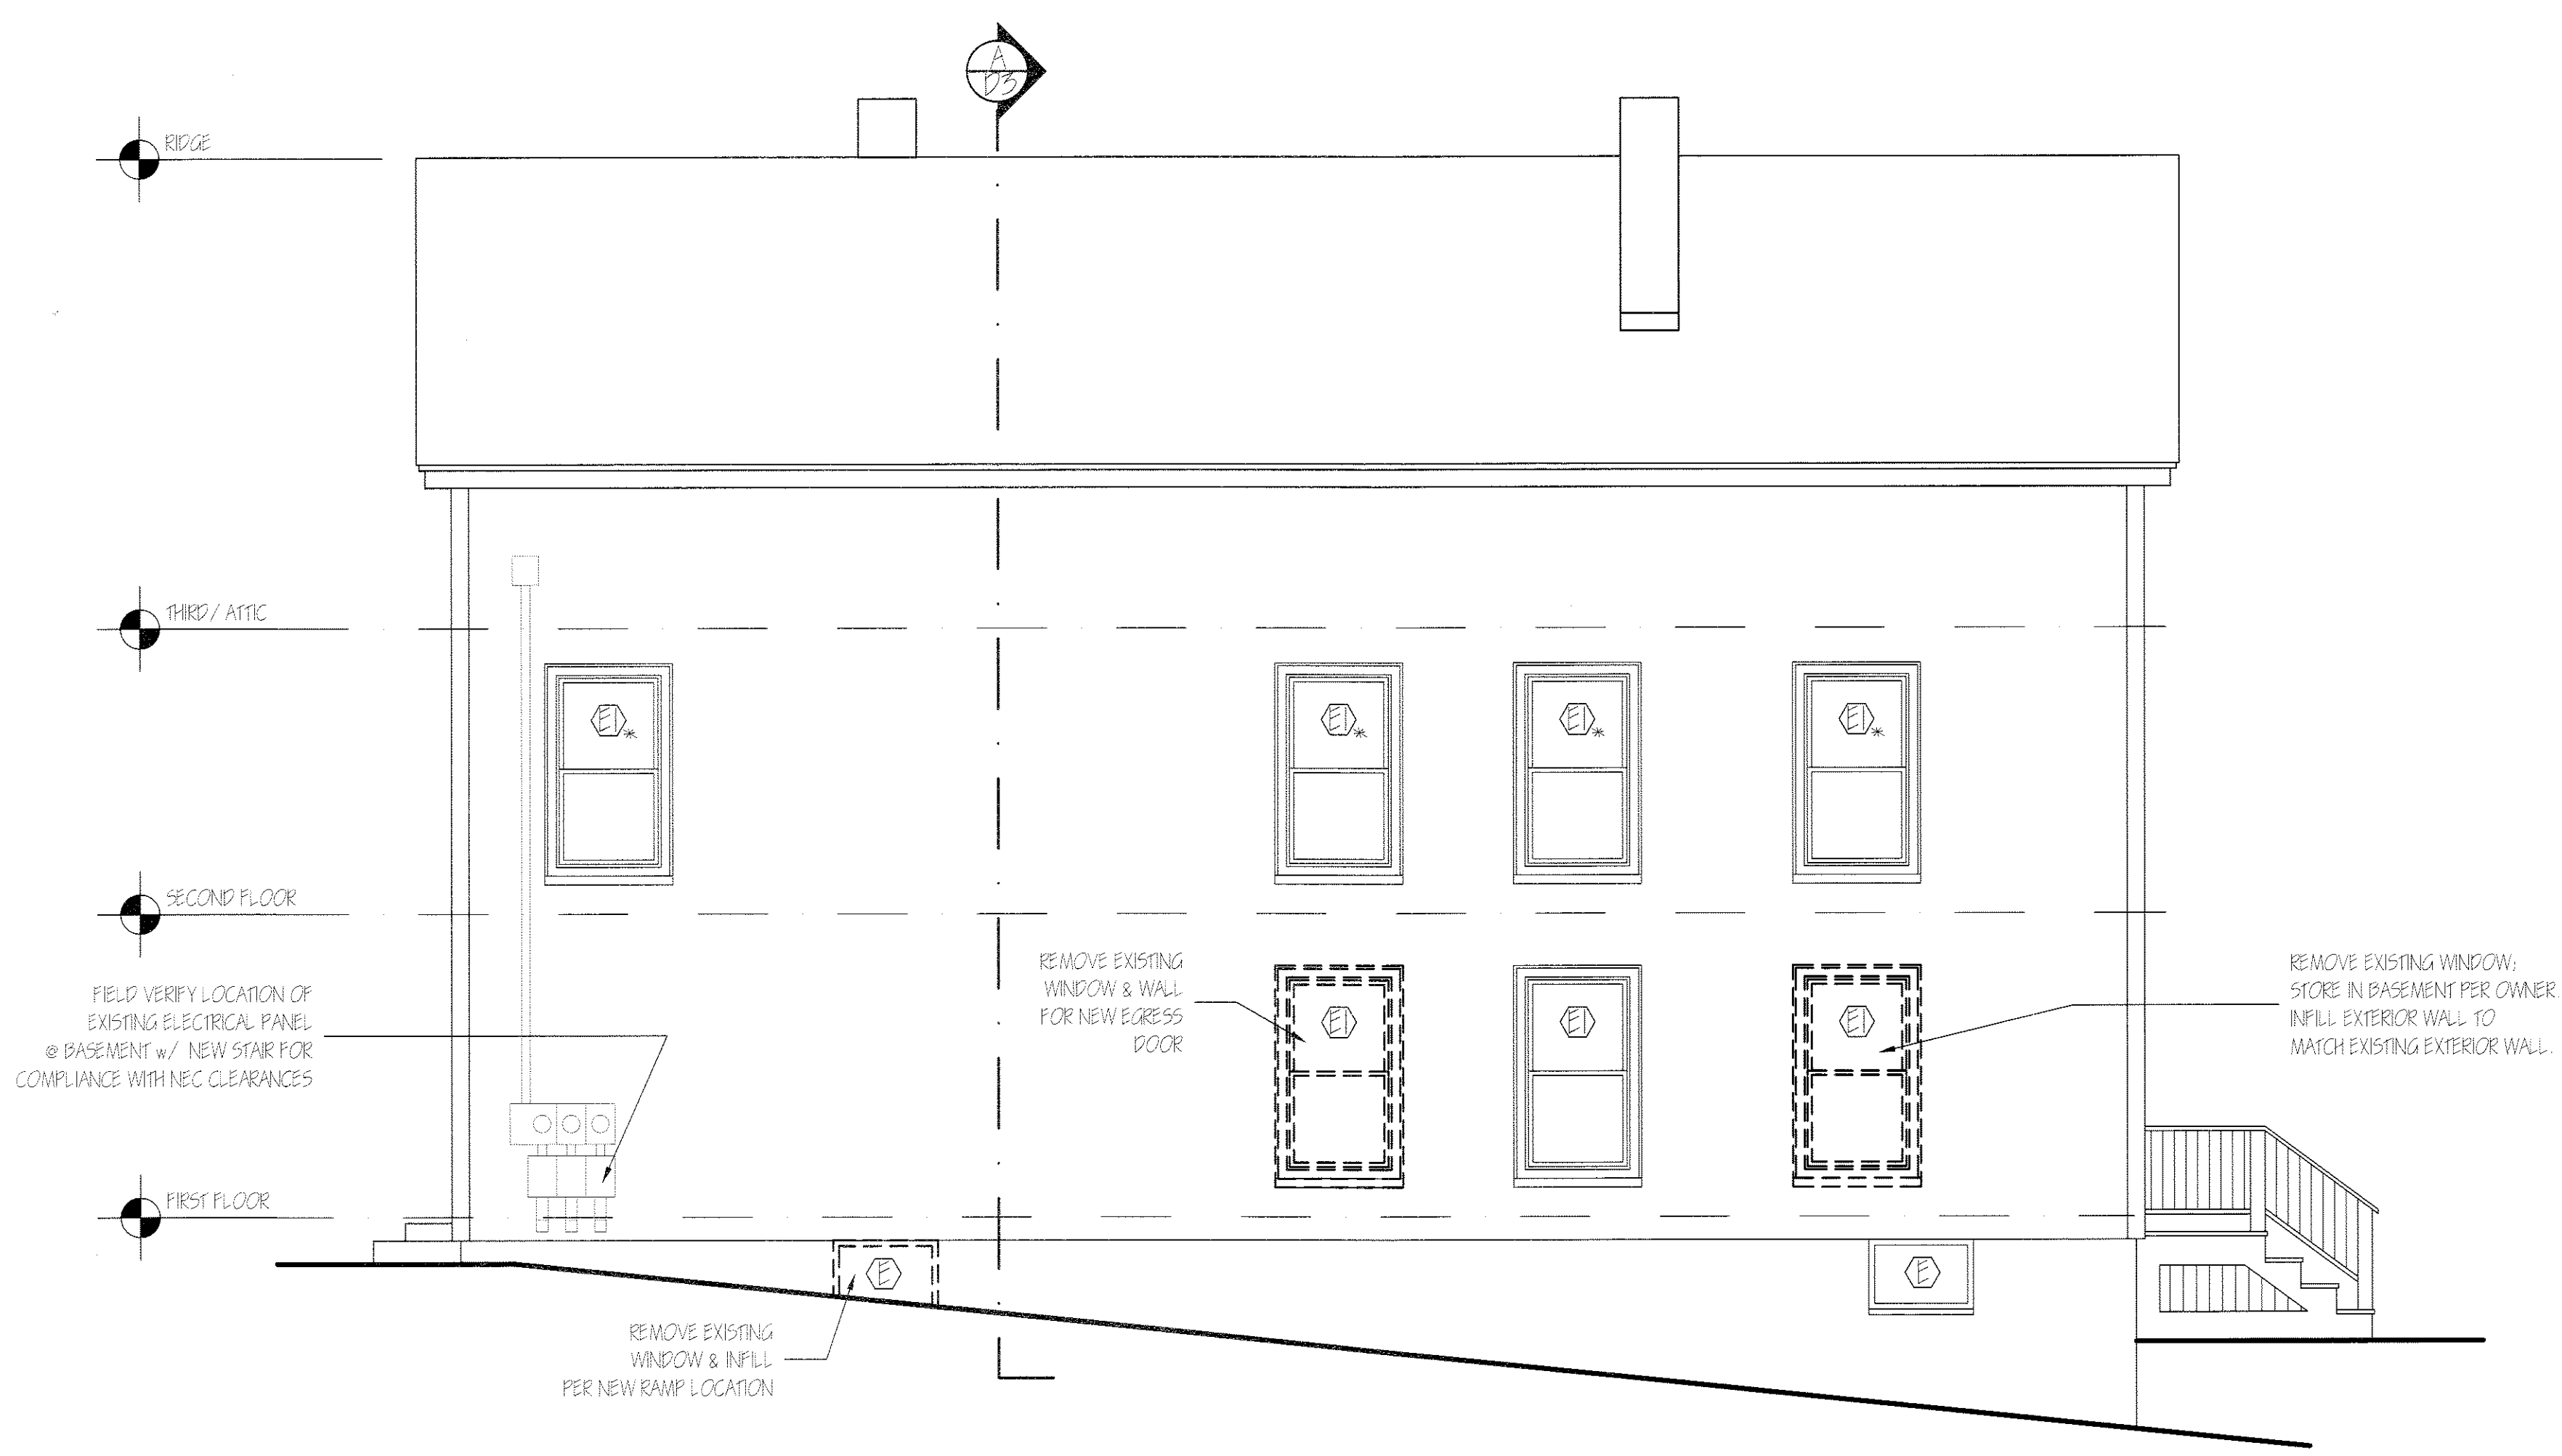 A
D3
RIDGE
THIRD/ ATTIC
E1*
E1*
E1*
E1*
SECOND FLOOR
FIELD VERIFY LOCATION OF
EXISTING ELECTRICAL PANEL
@ BASEMENT w/ NEW STAIR FOR
COMPLIANCE WITH NEC CLEARANCES
REMOVE EXISTING
WINDOW & WALL
FOR NEW EGRESS
DOOR
E1
E1
E1
REMOVE EXISTING WINDOW;
STORE IN BASEMENT PER OWNER.
INFILL EXTERIOR WALL TO
MATCH EXISTING EXTERIOR WALL.
FIRST FLOOR
E
E
REMOVE EXISTING
WINDOW & INFILL
PER NEW RAMP LOCATION